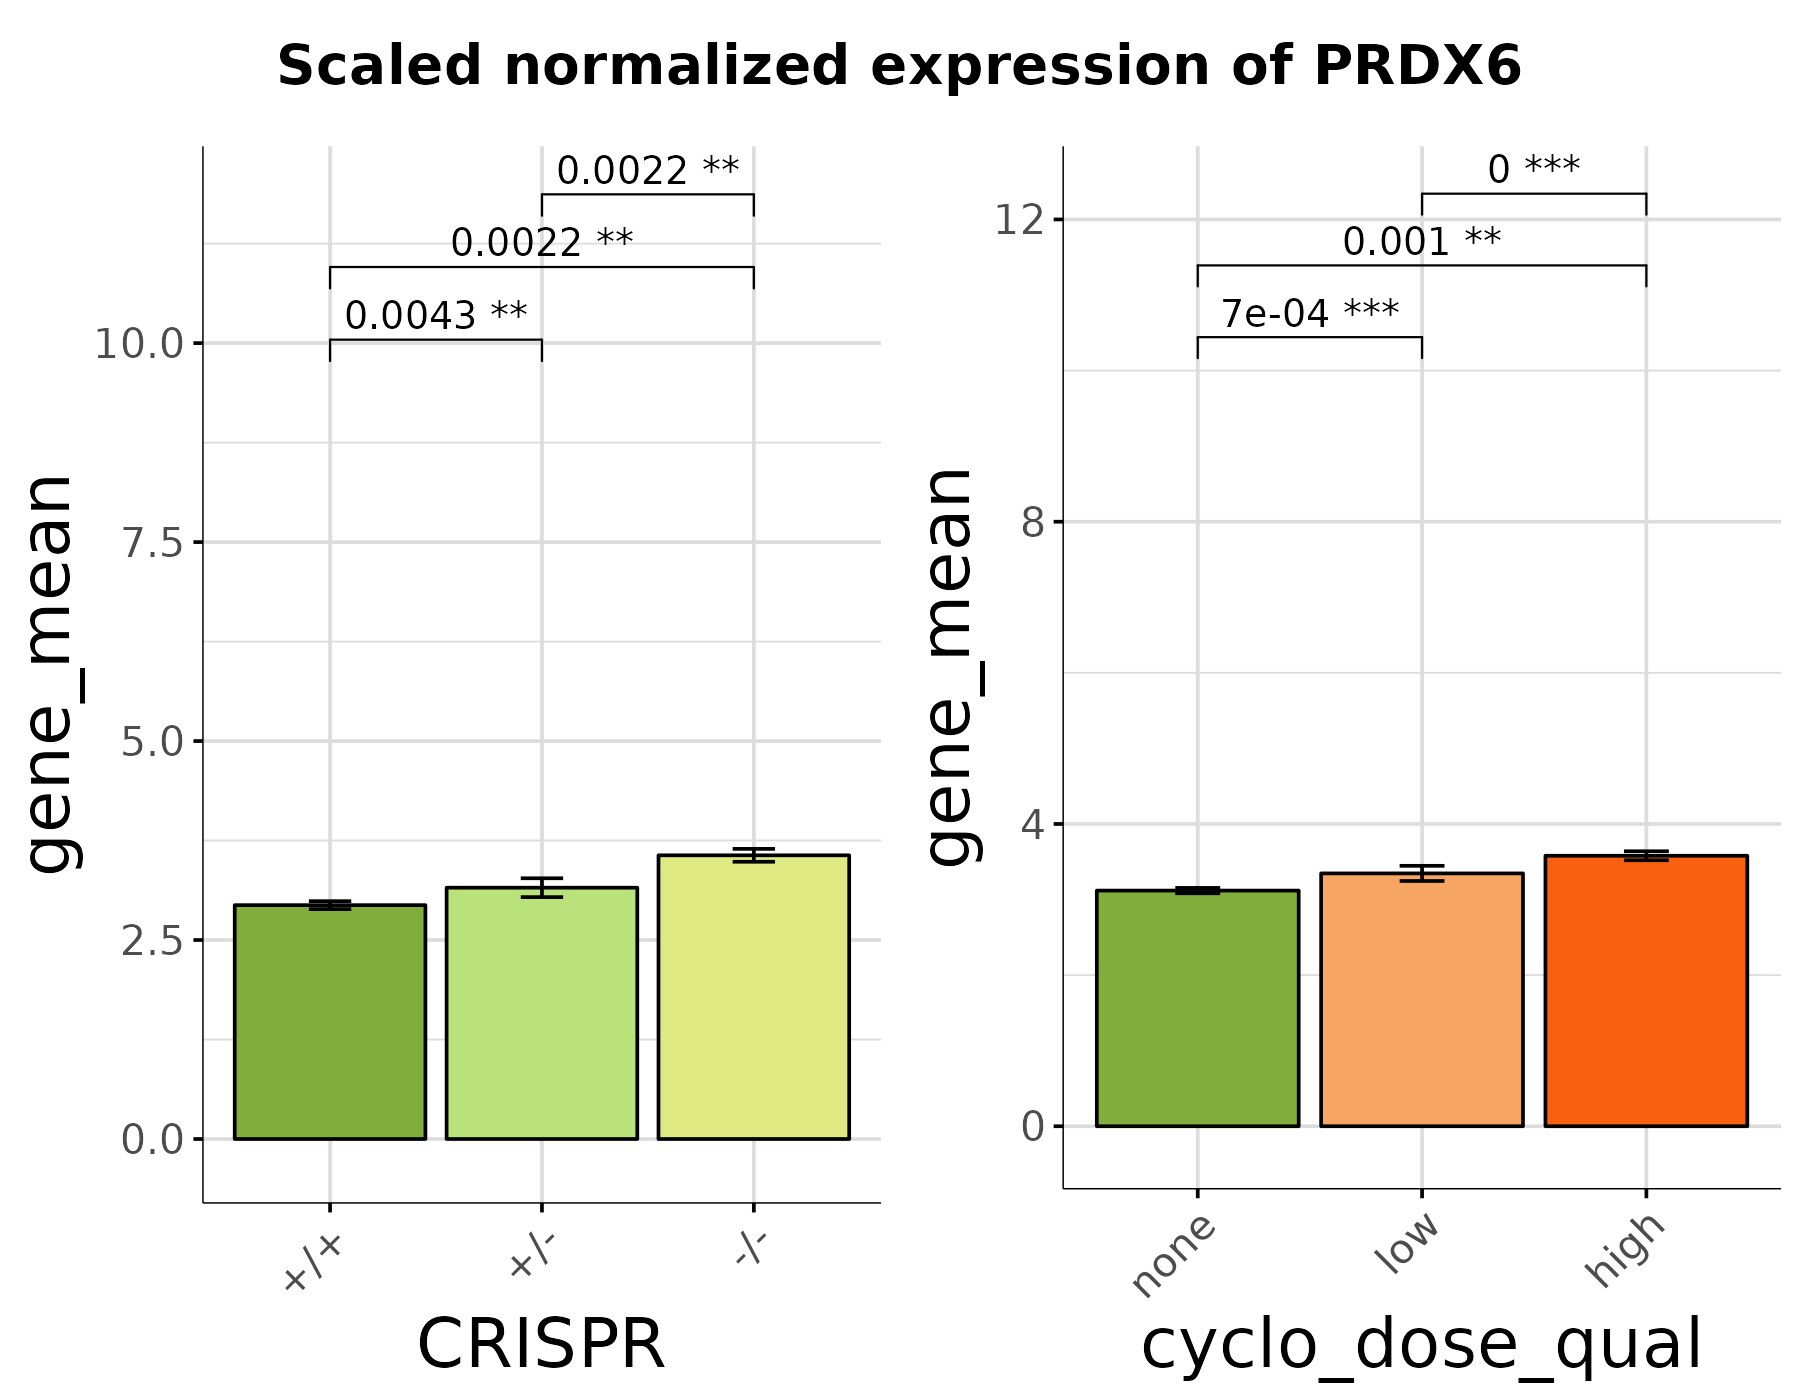 Scaled normalized expression of PRDX6
gene_mean
10.0
7.5
5.0
2.5
0.0
0.0022 **
0.0022 **
0.0043 **
+/+
+/-
-/-
CRISPR
gene_mean
12
8
4
0
0 ***
0.001 **
7e-04 ***
none
low
high
cyclo_dose_qual